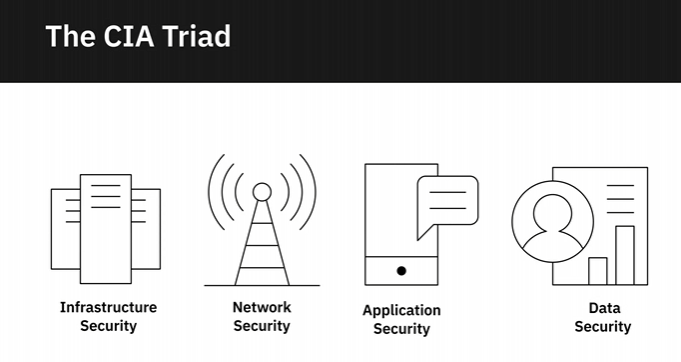 The CIA Triad
Infrastructure
Security
Network
Security
Application
Security
Data
Security